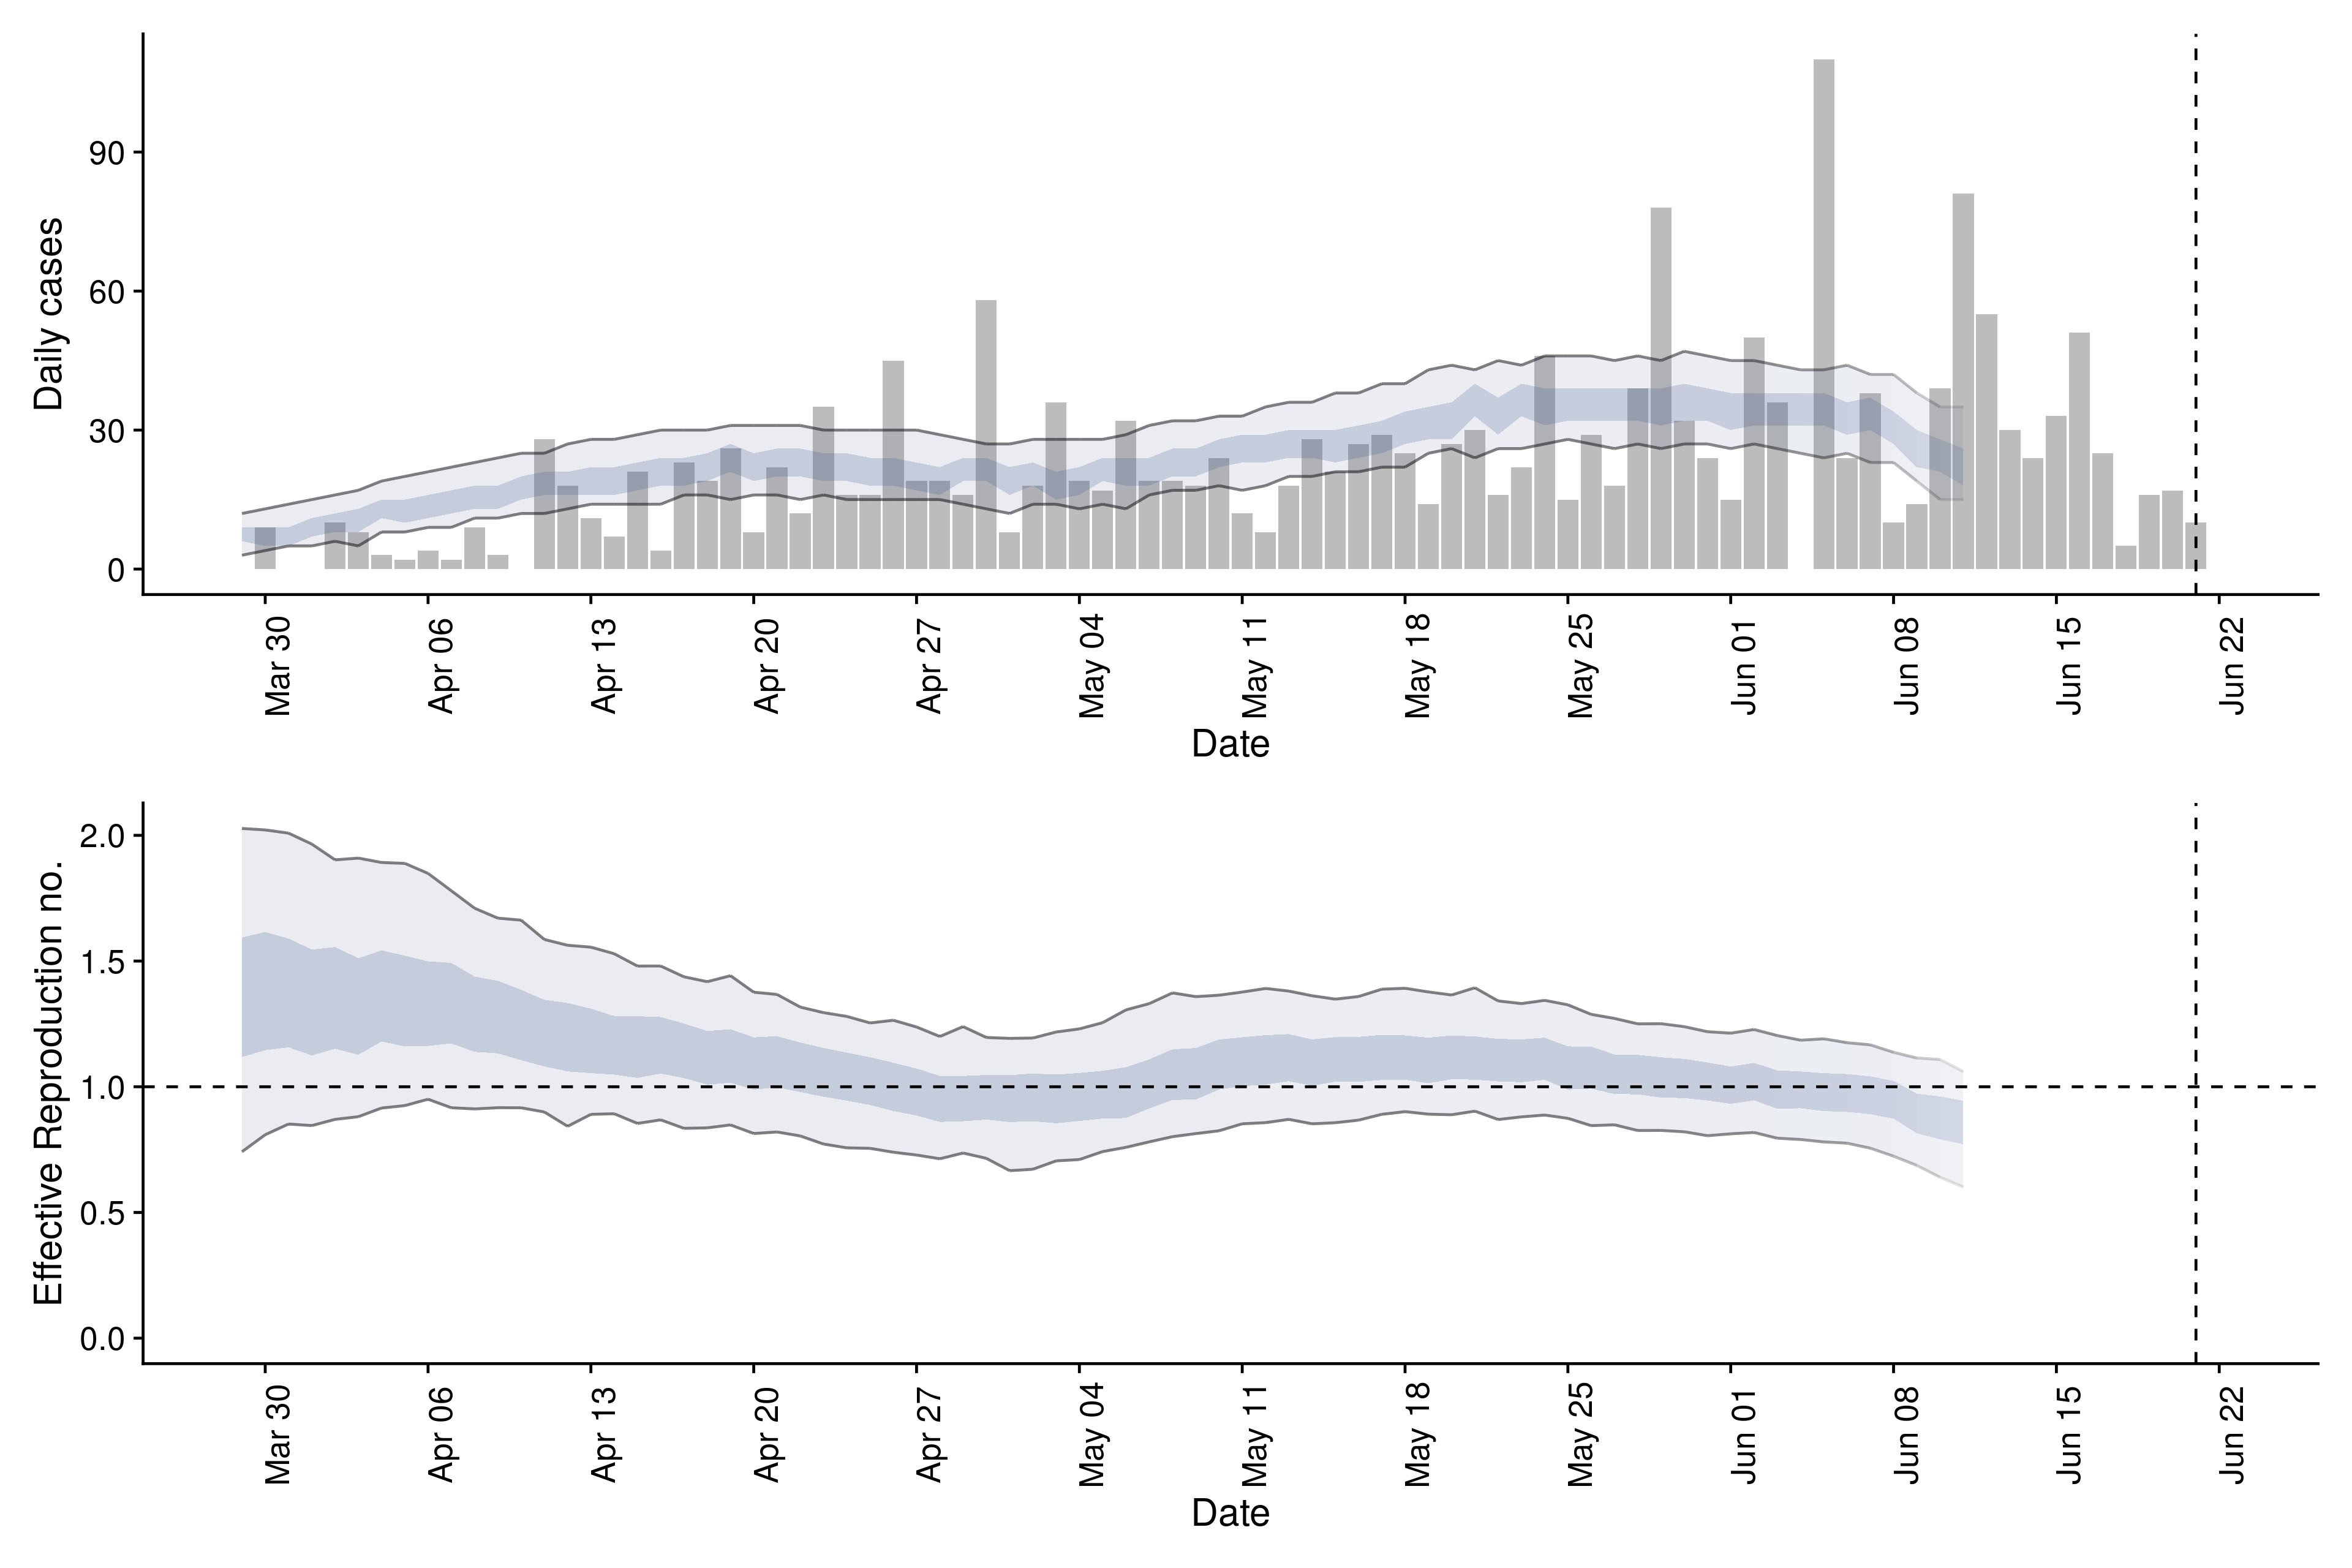 Daily cases
90
60
30
0
Mar 30
Apr 06
Apr 13
Apr 20
Apr 27
May 04
May 11
May 18
May 25
Jun 01
Jun 08
Jun 15
Jun 22
Date
Effective Reproduction no.
2.0
1.5
1.0
0.5
0.0
Mar 30
Apr 06
Apr 13
Apr 20
Apr 27
May 04
May 11
May 18
May 25
Jun 01
Jun 08
Jun 15
Jun 22
Date